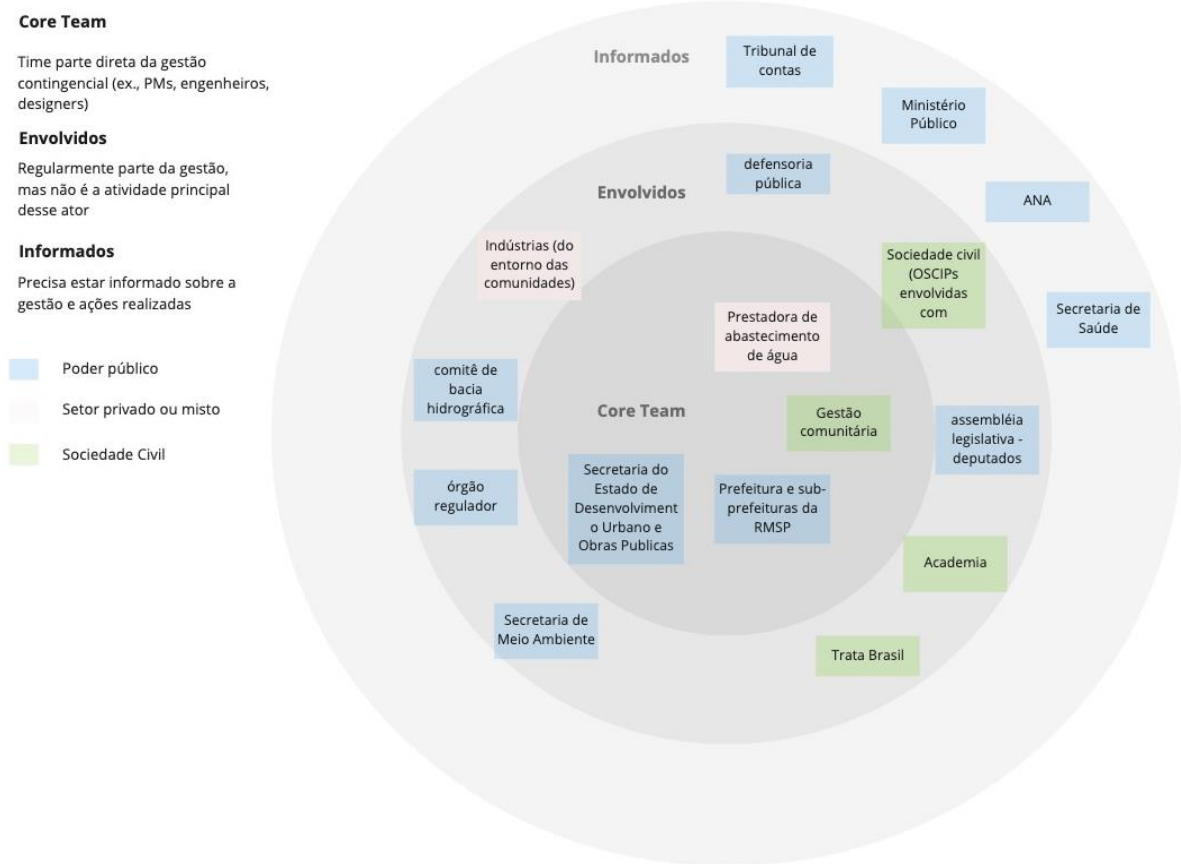 Core Team
Time parte direta da gestão
contingencial (ex., PMs, engenheiros,
designers)
Envolvidos
Regularmente parte da gestão,
mas não é a atividade principal
desse ator
Informados
Precisa estar informado sobre a
gestão e ações realizadas
Poder público
Setor privado ou misto
Sociedade Civil
Informados
Tribunal de
contas
Ministério
Público
ANA
Secretaria de
Saúde
Envolvidos
defensoria
pública
Indústrias (do
entorno das
comunidades)
Sociedade civil
(OSCIPs
envolvidas
com
comitê de
bacia
hidrográfica
órgão
regulador
Secretaria de
Meio Ambiente
assembléia
legislativa -
deputados
Academia
Trata Brasil
Core Team
Prestadora de
abastecimento
de água
Gestão
comunitária
Secretaria do
Estado de
Desenvolviment
o Urbano e
Obras Publicas
Prefeitura e sub-
prefeituras da
RMSP